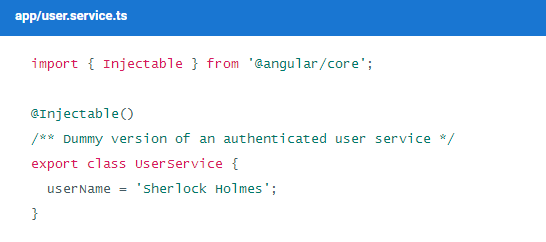 app/user.service.ts
import { Injectable } from '@angular/core';
@Injectable()
/** Dummy version of an authenticated user service */
export class UserService {
  userName = 'Sherlock Holmes';
}